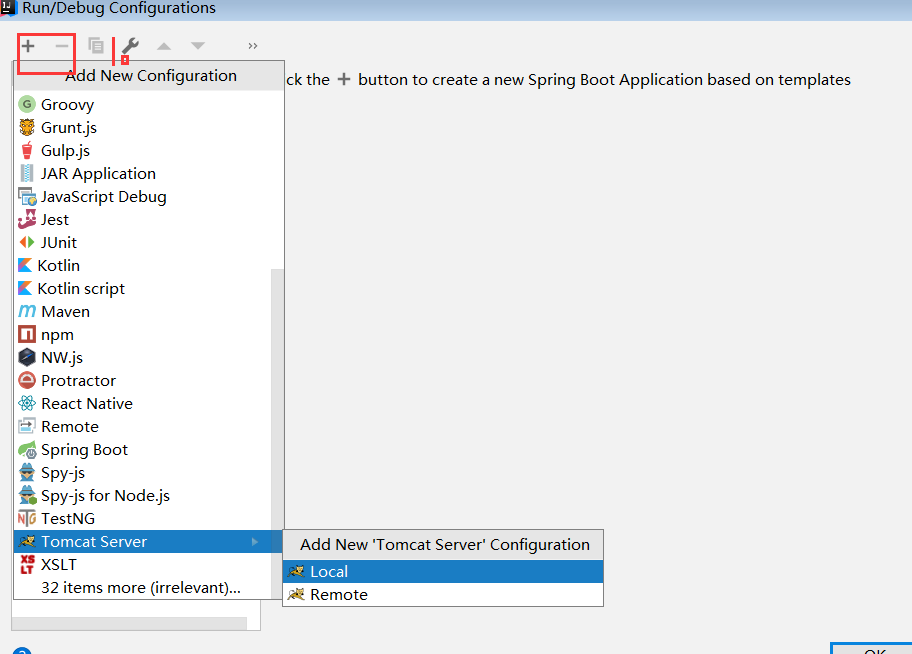 Run/Debug Configurations
Add New Configuration
ck the + button to create a new Spring Boot Application based on templates
Groovy
Grunt.js
Gulp.js
JAR Application
JavaScript Debug
Jest
JUnit
Kotlin
Kotlin script
Maven
npm
NW.js
Protractor
React Native
Remote
Spring Boot
Spy-js
Spy-js for Node.js
TestNG
Tomcat Server
XSLT
32 items more (irrelevant)...
Add New 'Tomcat Server' Configuration
Local
Remote
OK